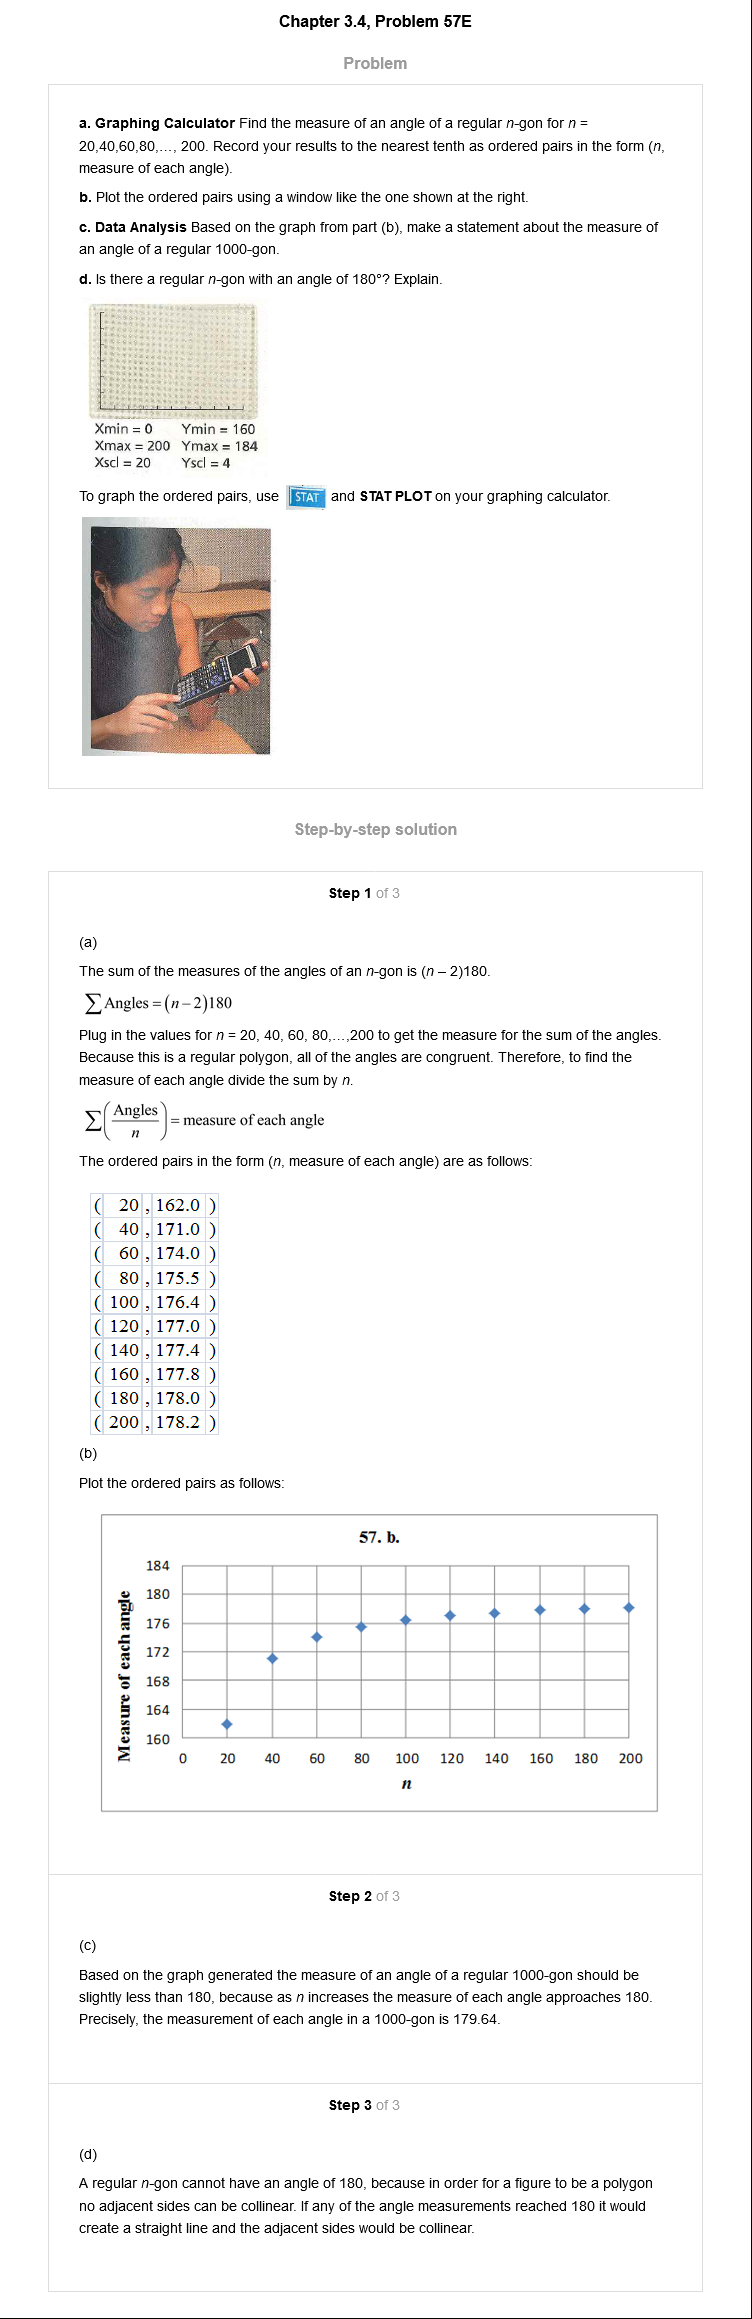 Chapter 3.4, Problem 57E
Problem
a. Graphing Calculator Find the measure of an angle of a regular n-gon for n =
20,40,60,80,…, 200. Record your results to the nearest tenth as ordered pairs in the form (n,
measure of each angle).
b. Plot the ordered pairs using a window like the one shown at the right.
c. Data Analysis Based on the graph from part (b), make a statement about the measure of
an angle of a regular 1000-gon.
d. Is there a regular n-gon with an angle of 180°? Explain.
Xmin = 0 Ymin = 160
Xmax = 200 Ymax = 184
Xscl = 20 Yscl = 4
To graph the ordered pairs, use STAT and STAT PLOT on your graphing calculator.
Step-by-step solution
Step 1 of 3
(a)
The sum of the measures of the angles of an n-gon is (n – 2)180.
∑ Angles = (n – 2)180
Plug in the values for n = 20, 40, 60, 80,…,200 to get the measure for the sum of the angles.
Because this is a regular polygon, all of the angles are congruent. Therefore, to find the
measure of each angle divide the sum by n.
∑(Angles/n) = measure of each angle
The ordered pairs in the form (n, measure of each angle) are as follows:
( 20 , 162.0 )
( 40 , 171.0 )
( 60 , 174.0 )
( 80 , 175.5 )
( 100 , 176.4 )
( 120 , 177.0 )
( 140 , 177.4 )
( 160 , 177.8 )
( 180 , 178.0 )
( 200 , 178.2 )
(b)
Plot the ordered pairs as follows:
57. b.
Measure of each angle
184
180
176
172
168
164
160
0 20 40 60 80 100 120 140 160 180 200
n
Step 2 of 3
(c)
Based on the graph generated the measure of an angle of a regular 1000-gon should be
slightly less than 180, because as n increases the measure of each angle approaches 180.
Precisely, the measurement of each angle in a 1000-gon is 179.64.
Step 3 of 3
(d)
A regular n-gon cannot have an angle of 180, because in order for a figure to be a polygon
no adjacent sides can be collinear. If any of the angle measurements reached 180 it would
create a straight line and the adjacent sides would be collinear.